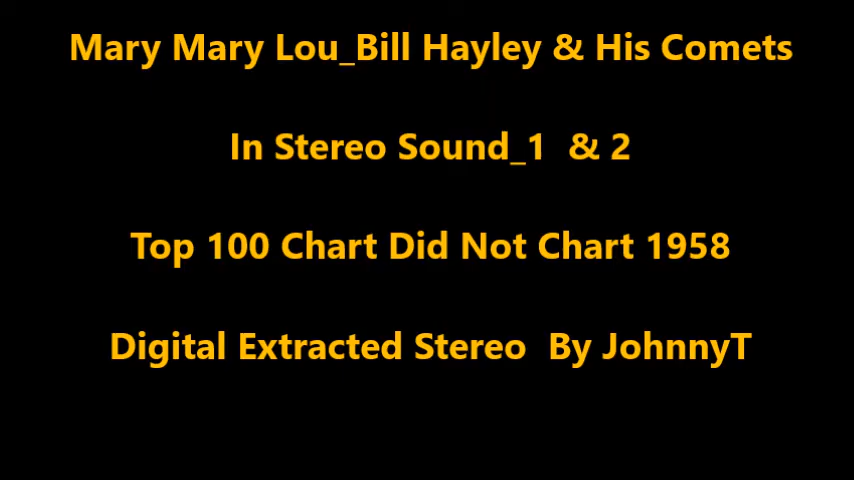 Mary Mary Lou_Bill Hayley & His Comets
In Stereo Sound_1  & 2
Top 100 Chart Did Not Chart 1958
Digital Extracted Stereo  By JohnnyT